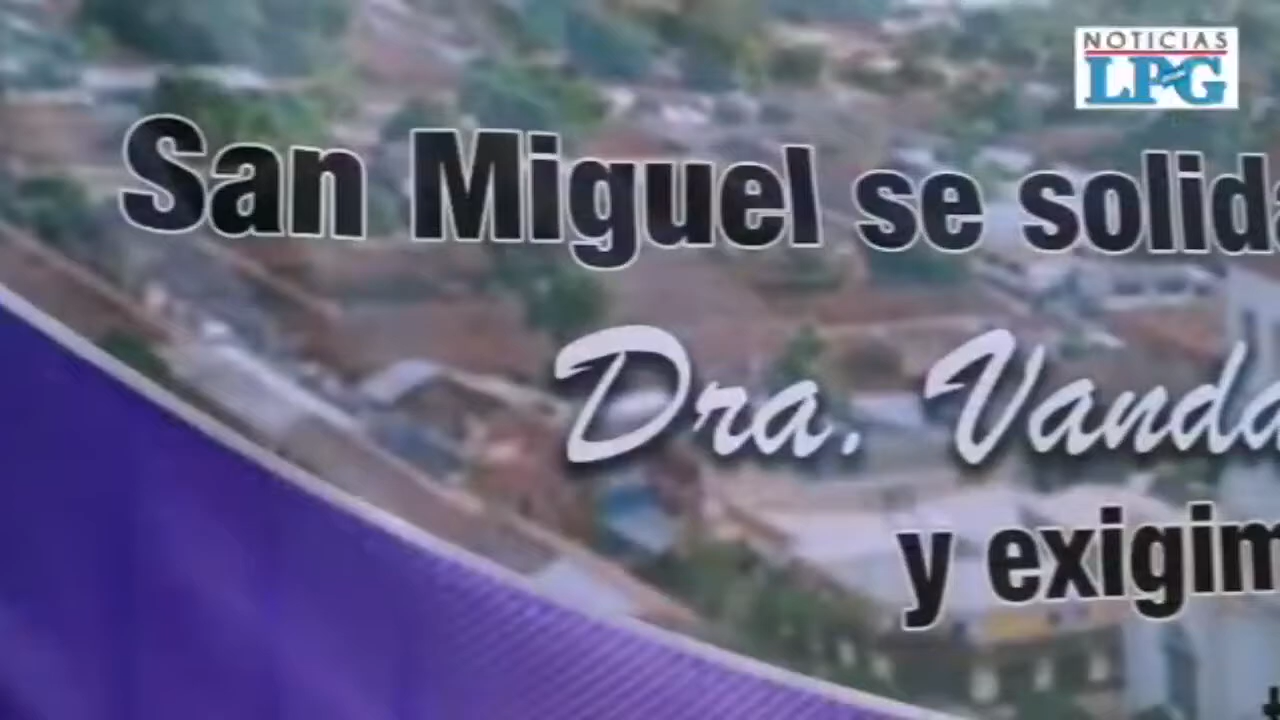 NOTICIAS
LPG
San Miguel se solida
Dra. Vanda
y exigim